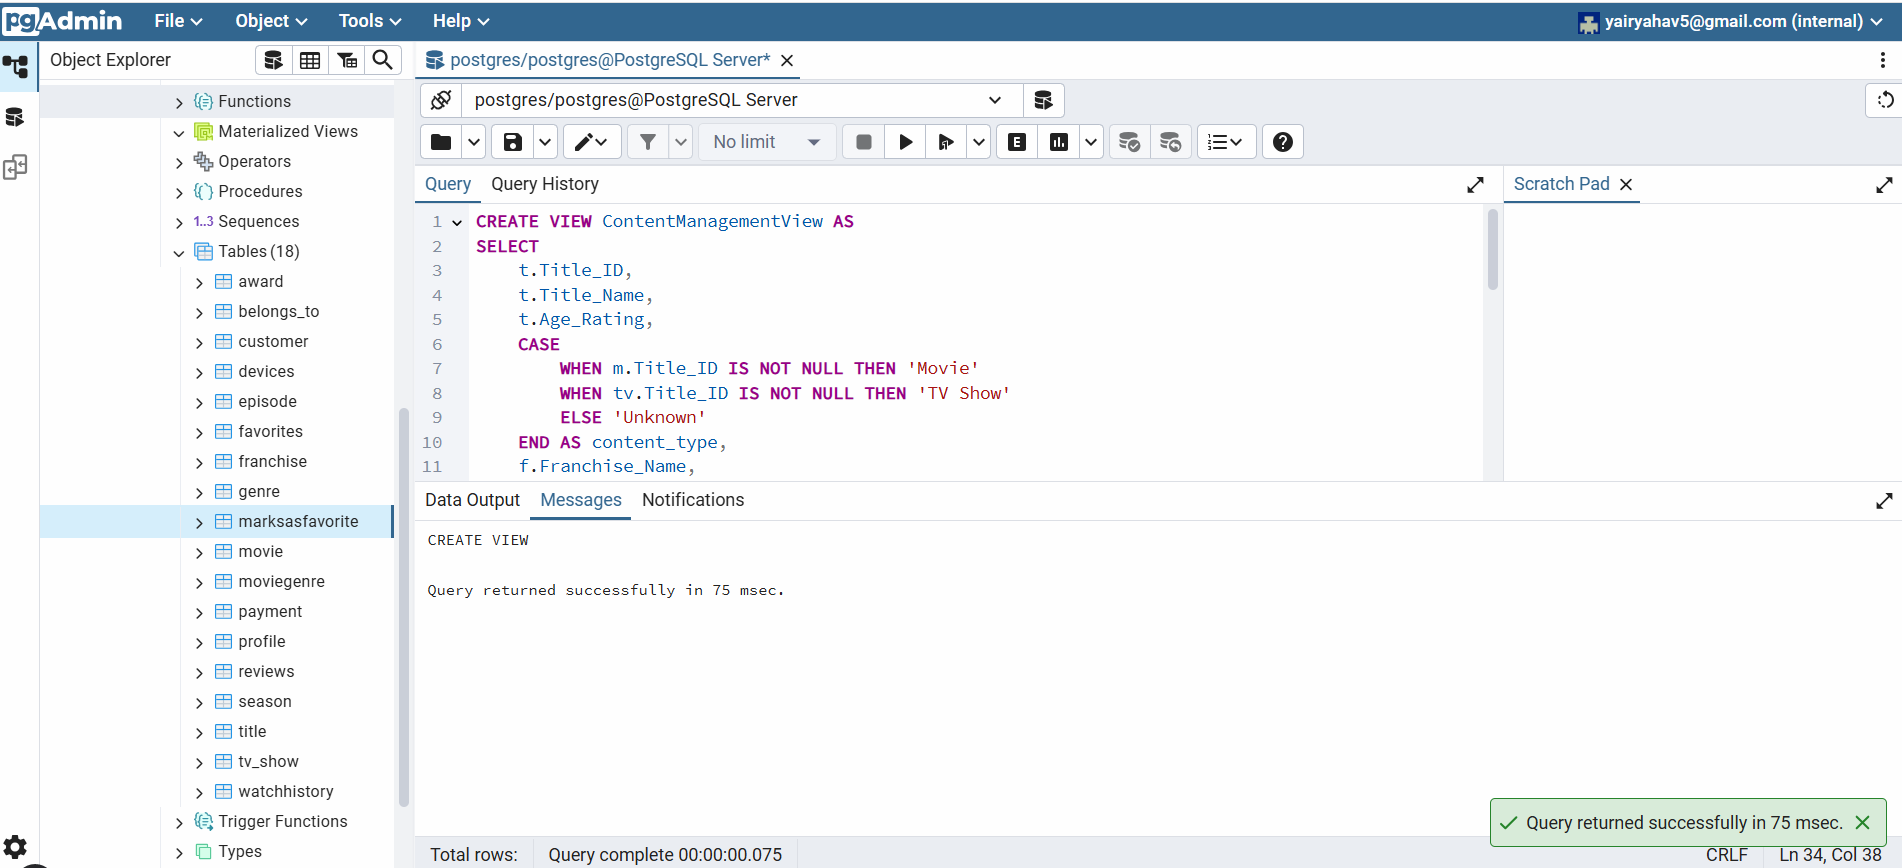 pgAdmin
File
Object
Tools
Help
yairyahav5@gmail.com (internal)
Object Explorer
postgres/postgres@PostgreSQL Server*
Functions
Materialized Views
Operators
Procedures
1..3 Sequences
Tables (18)
award
belongs_to
customer
devices
episode
favorites
franchise
genre
marksasfavorite
movie
moviegenre
payment
profile
reviews
season
title
tv_show
watchhistory
Trigger Functions
Types
postgres/postgres@PostgreSQL Server
No limit
E
Query
Query History
Scratch Pad
1 CREATE VIEW ContentManagementView AS
2 SELECT
3 t.Title_ID,
4 t.Title_Name,
5 t.Age_Rating,
6 CASE
7 WHEN m.Title_ID IS NOT NULL THEN 'Movie'
8 WHEN tv.Title_ID IS NOT NULL THEN 'TV Show'
9 ELSE 'Unknown'
10 END AS content_type,
11 f.Franchise_Name,
Data Output
Messages
Notifications
CREATE VIEW
Query returned successfully in 75 msec.
Query returned successfully in 75 msec.
Total rows:
Query complete 00:00:00.075
CRLF
Ln 34, Col 38